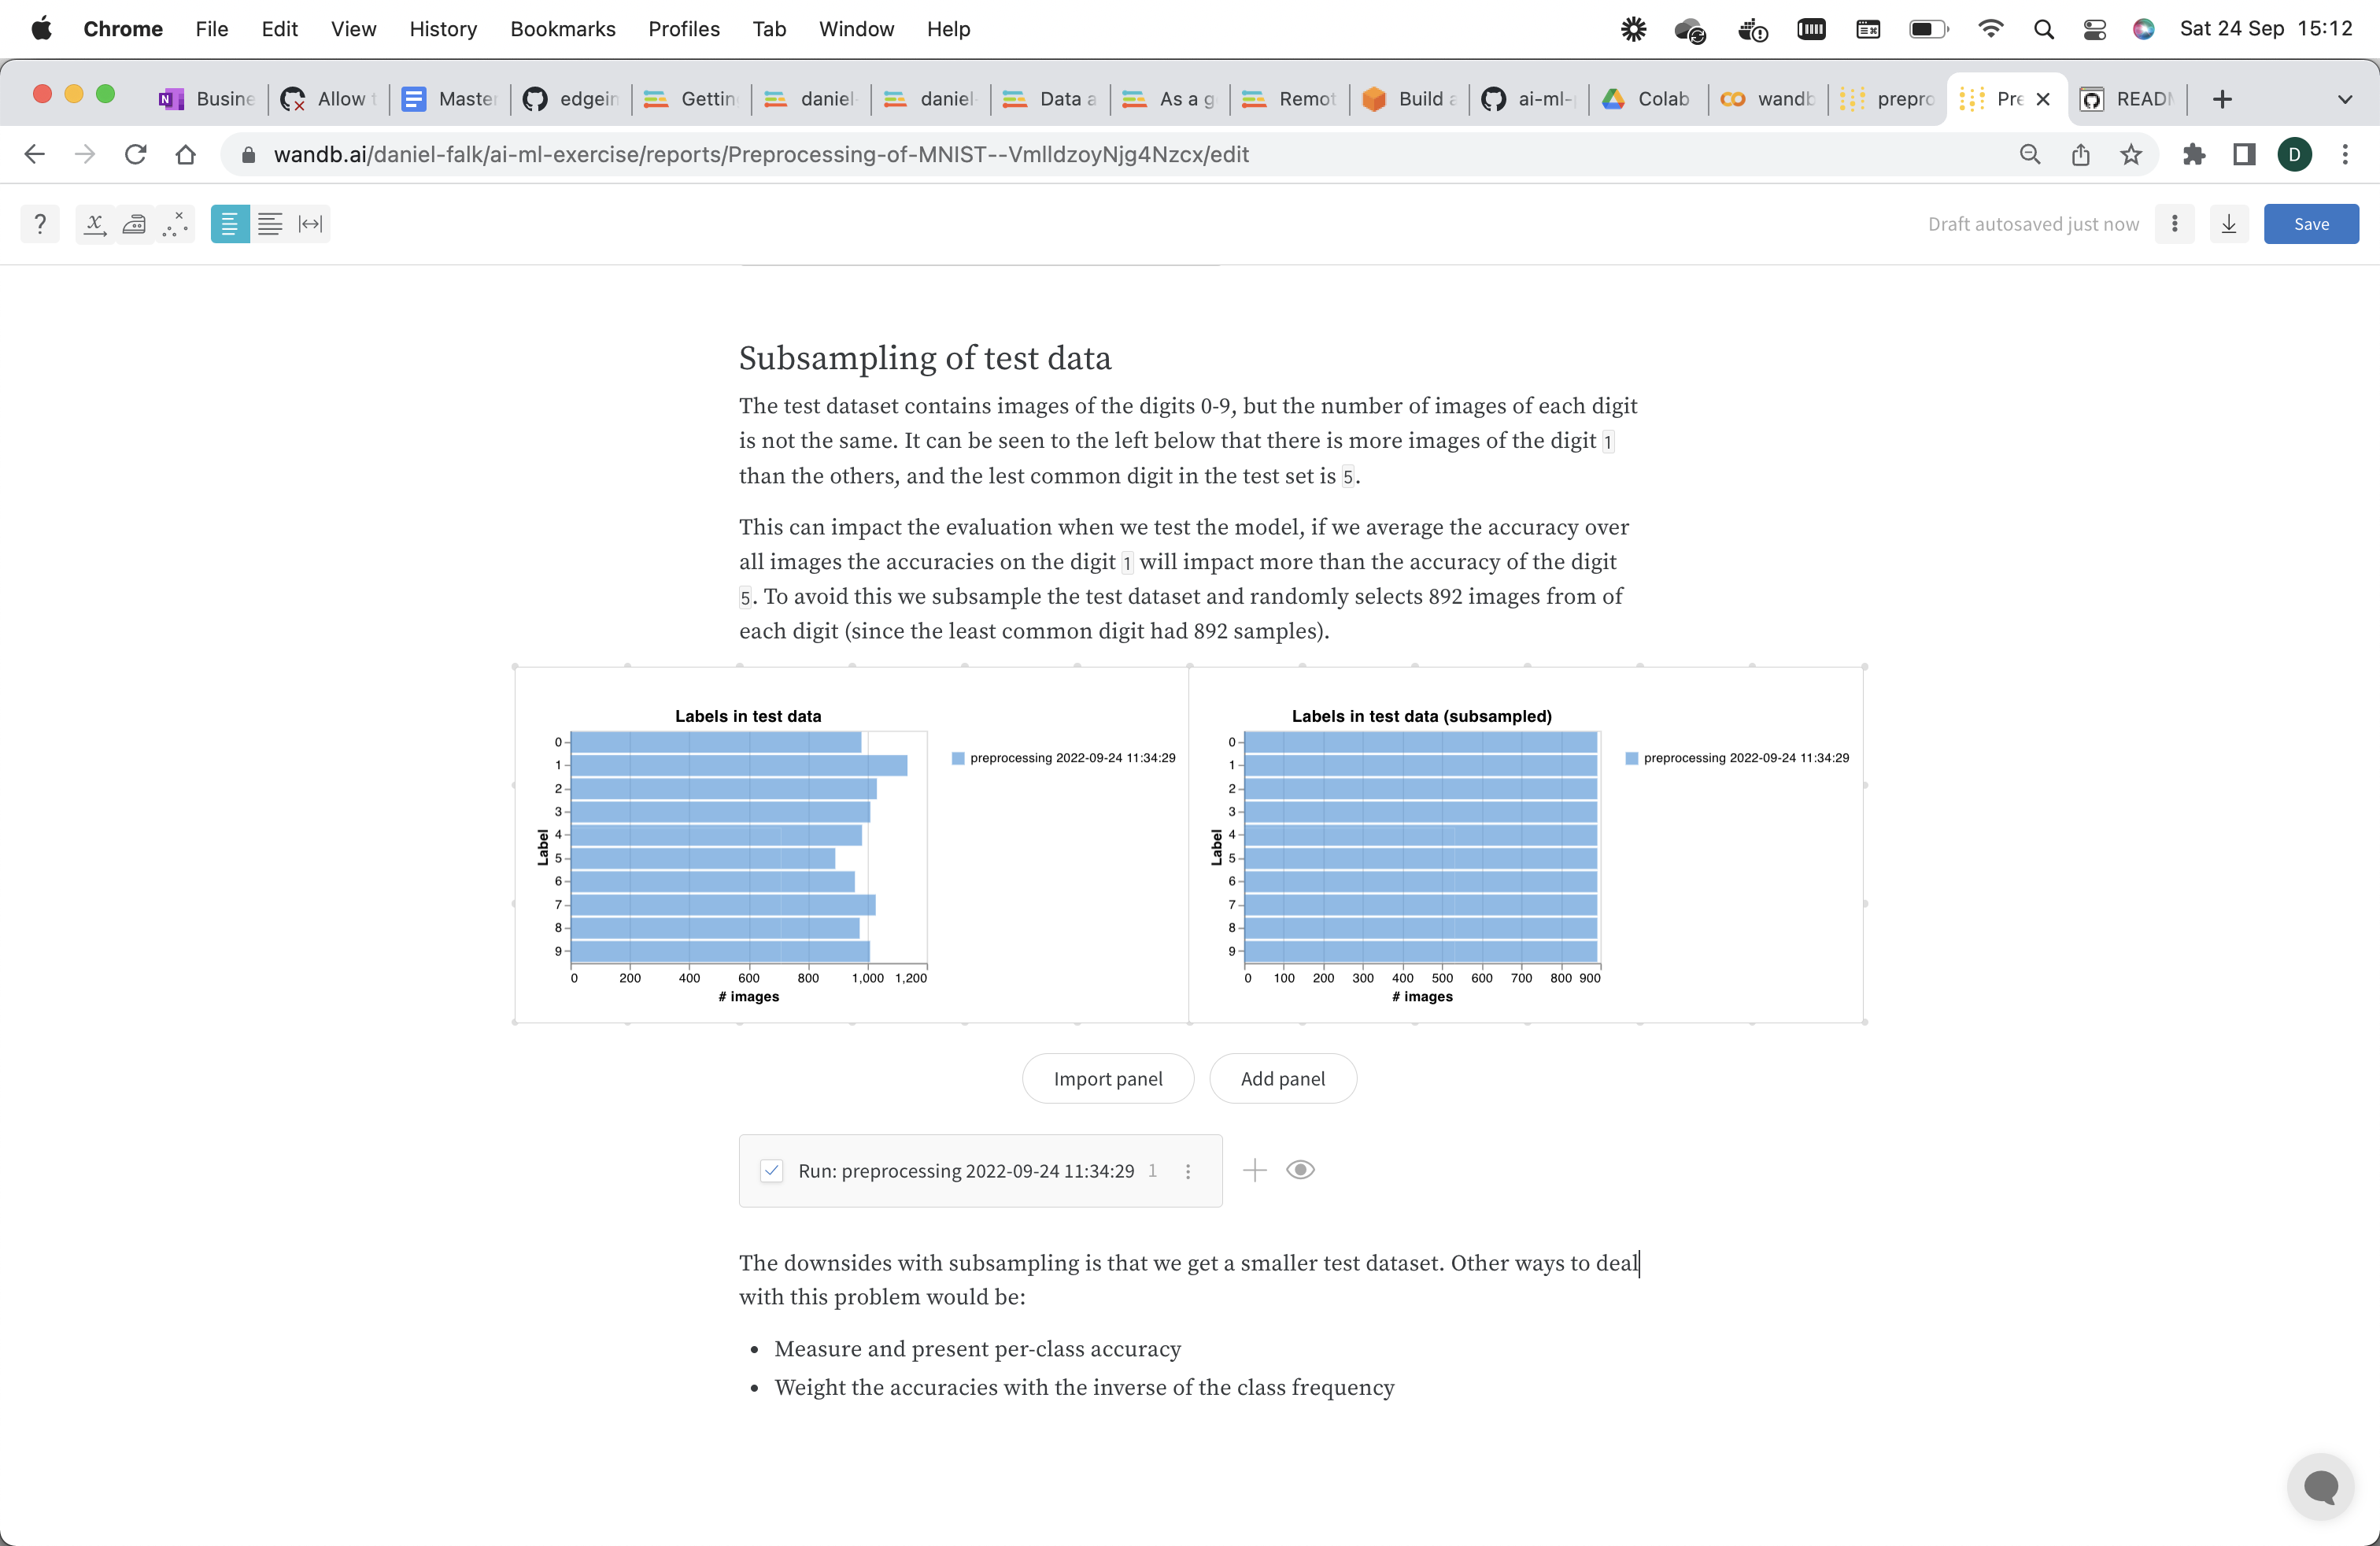 Chrome File Edit View History Bookmarks Profiles Tab Window Help Sat 24 Sep 15:12
Busine Allow Master edgein Gettin daniel- daniel- Data a As a g Remot Build ai-ml- Colab wandb prepro Pre READ
wandb.ai/daniel-falk/ai-ml-exercise/reports/Preprocessing-of-MNIST--VmlldzoyNjg4Nzcx/edit D
? x Draft autosaved just now Save
Subsampling of test data
The test dataset contains images of the digits 0-9, but the number of images of each digit
is not the same. It can be seen to the left below that there is more images of the digit 1
than the others, and the lest common digit in the test set is 5.
This can impact the evaluation when we test the model, if we average the accuracy over
all images the accuracies on the digit 1 will impact more than the accuracy of the digit
5. To avoid this we subsample the test dataset and randomly selects 892 images from of
each digit (since the least common digit had 892 samples).
Labels in test data
preprocessing 2022-09-24 11:34:29
Label
0
1
2
3
4
5
6
7
8
9
0 200 400 600 800 1,000 1,200
# images
Labels in test data (subsampled)
preprocessing 2022-09-24 11:34:29
Label
0
1
2
3
4
5
6
7
8
9
0 100 200 300 400 500 600 700 800 900
# images
Import panel Add panel
Run: preprocessing 2022-09-24 11:34:29 1
The downsides with subsampling is that we get a smaller test dataset. Other ways to deal
with this problem would be:
• Measure and present per-class accuracy
• Weight the accuracies with the inverse of the class frequency